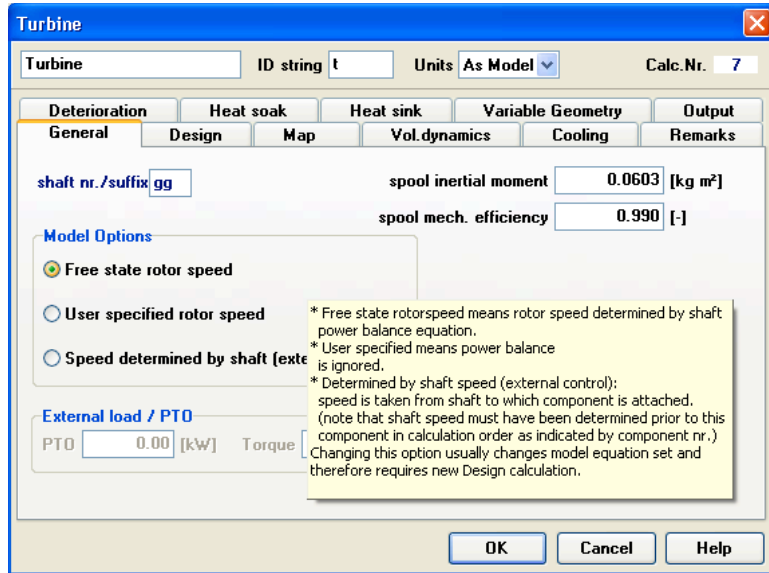 Turbine
Turbine ID string t Units As Model Calc.Nr. 7
Deterioration Heat soak Heat sink Variable Geometry Output
General Design Map Vol.dynamics Cooling Remarks
shaft nr./suffix gg spool inertial moment 0.0603 [kg m²]
spool mech. efficiency 0.990 [-]
Model Options
Free state rotor speed
User specified rotor speed
Speed determined by shaft (exte
* Free state rotorspeed means rotor speed determined by shaft
power balance equation.
* User specified means power balance
is ignored.
* Determined by shaft speed (external control):
speed is taken from shaft to which component is attached.
(note that shaft speed must have been determined prior to this
component in calculation order as indicated by component nr.)
Changing this option usually changes model equation set and
therefore requires new Design calculation.
External load / PTO
PTO 0.00 [kW] Torque
OK Cancel Help